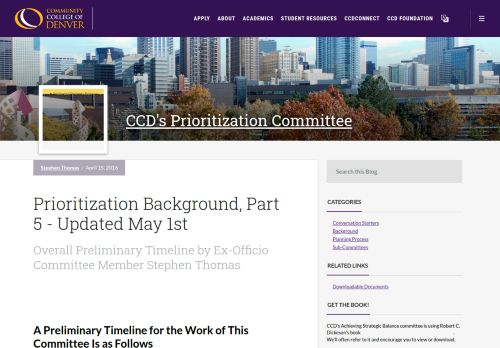 COMMUNITY
COLLEGE OF
DENVER
APPLY ABOUT ACADEMICS STUDENT RESOURCES CCDCONNECT CCD FOUNDATION
CCD's Prioritization Committee
Stephen Thomas / April 15, 2016
Prioritization Background, Part
5 - Updated May 1st
Overall Preliminary Timeline by Ex-Officio
Committee Member Stephen Thomas
A Preliminary Timeline for the Work of This
Committee Is as Follows
Search this Blog
CATEGORIES
Conversation Starters
Background
Planning Process
Sub-Committees
RELATED LINKS
Downloadable Documents
GET THE BOOK!
CCD's Achieving Strategic Balance committee is using Robert C.
Dickeson's book
We'll often refer to it and encourage you to view or download.